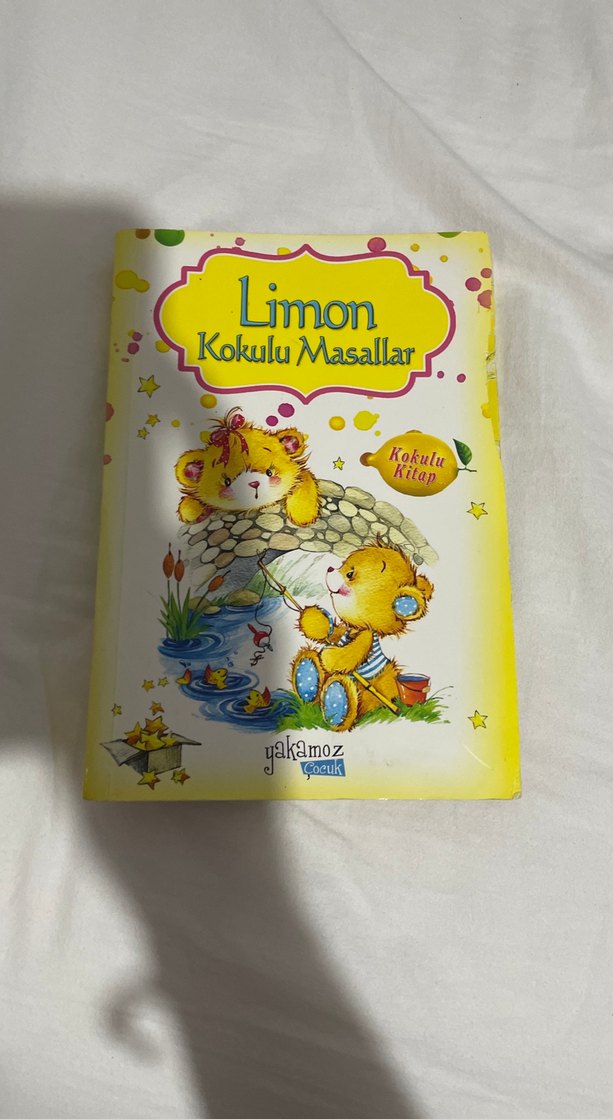 Limon
Kokulu Masallar
Kokulu
Kitap
yakamoz
Çocuk